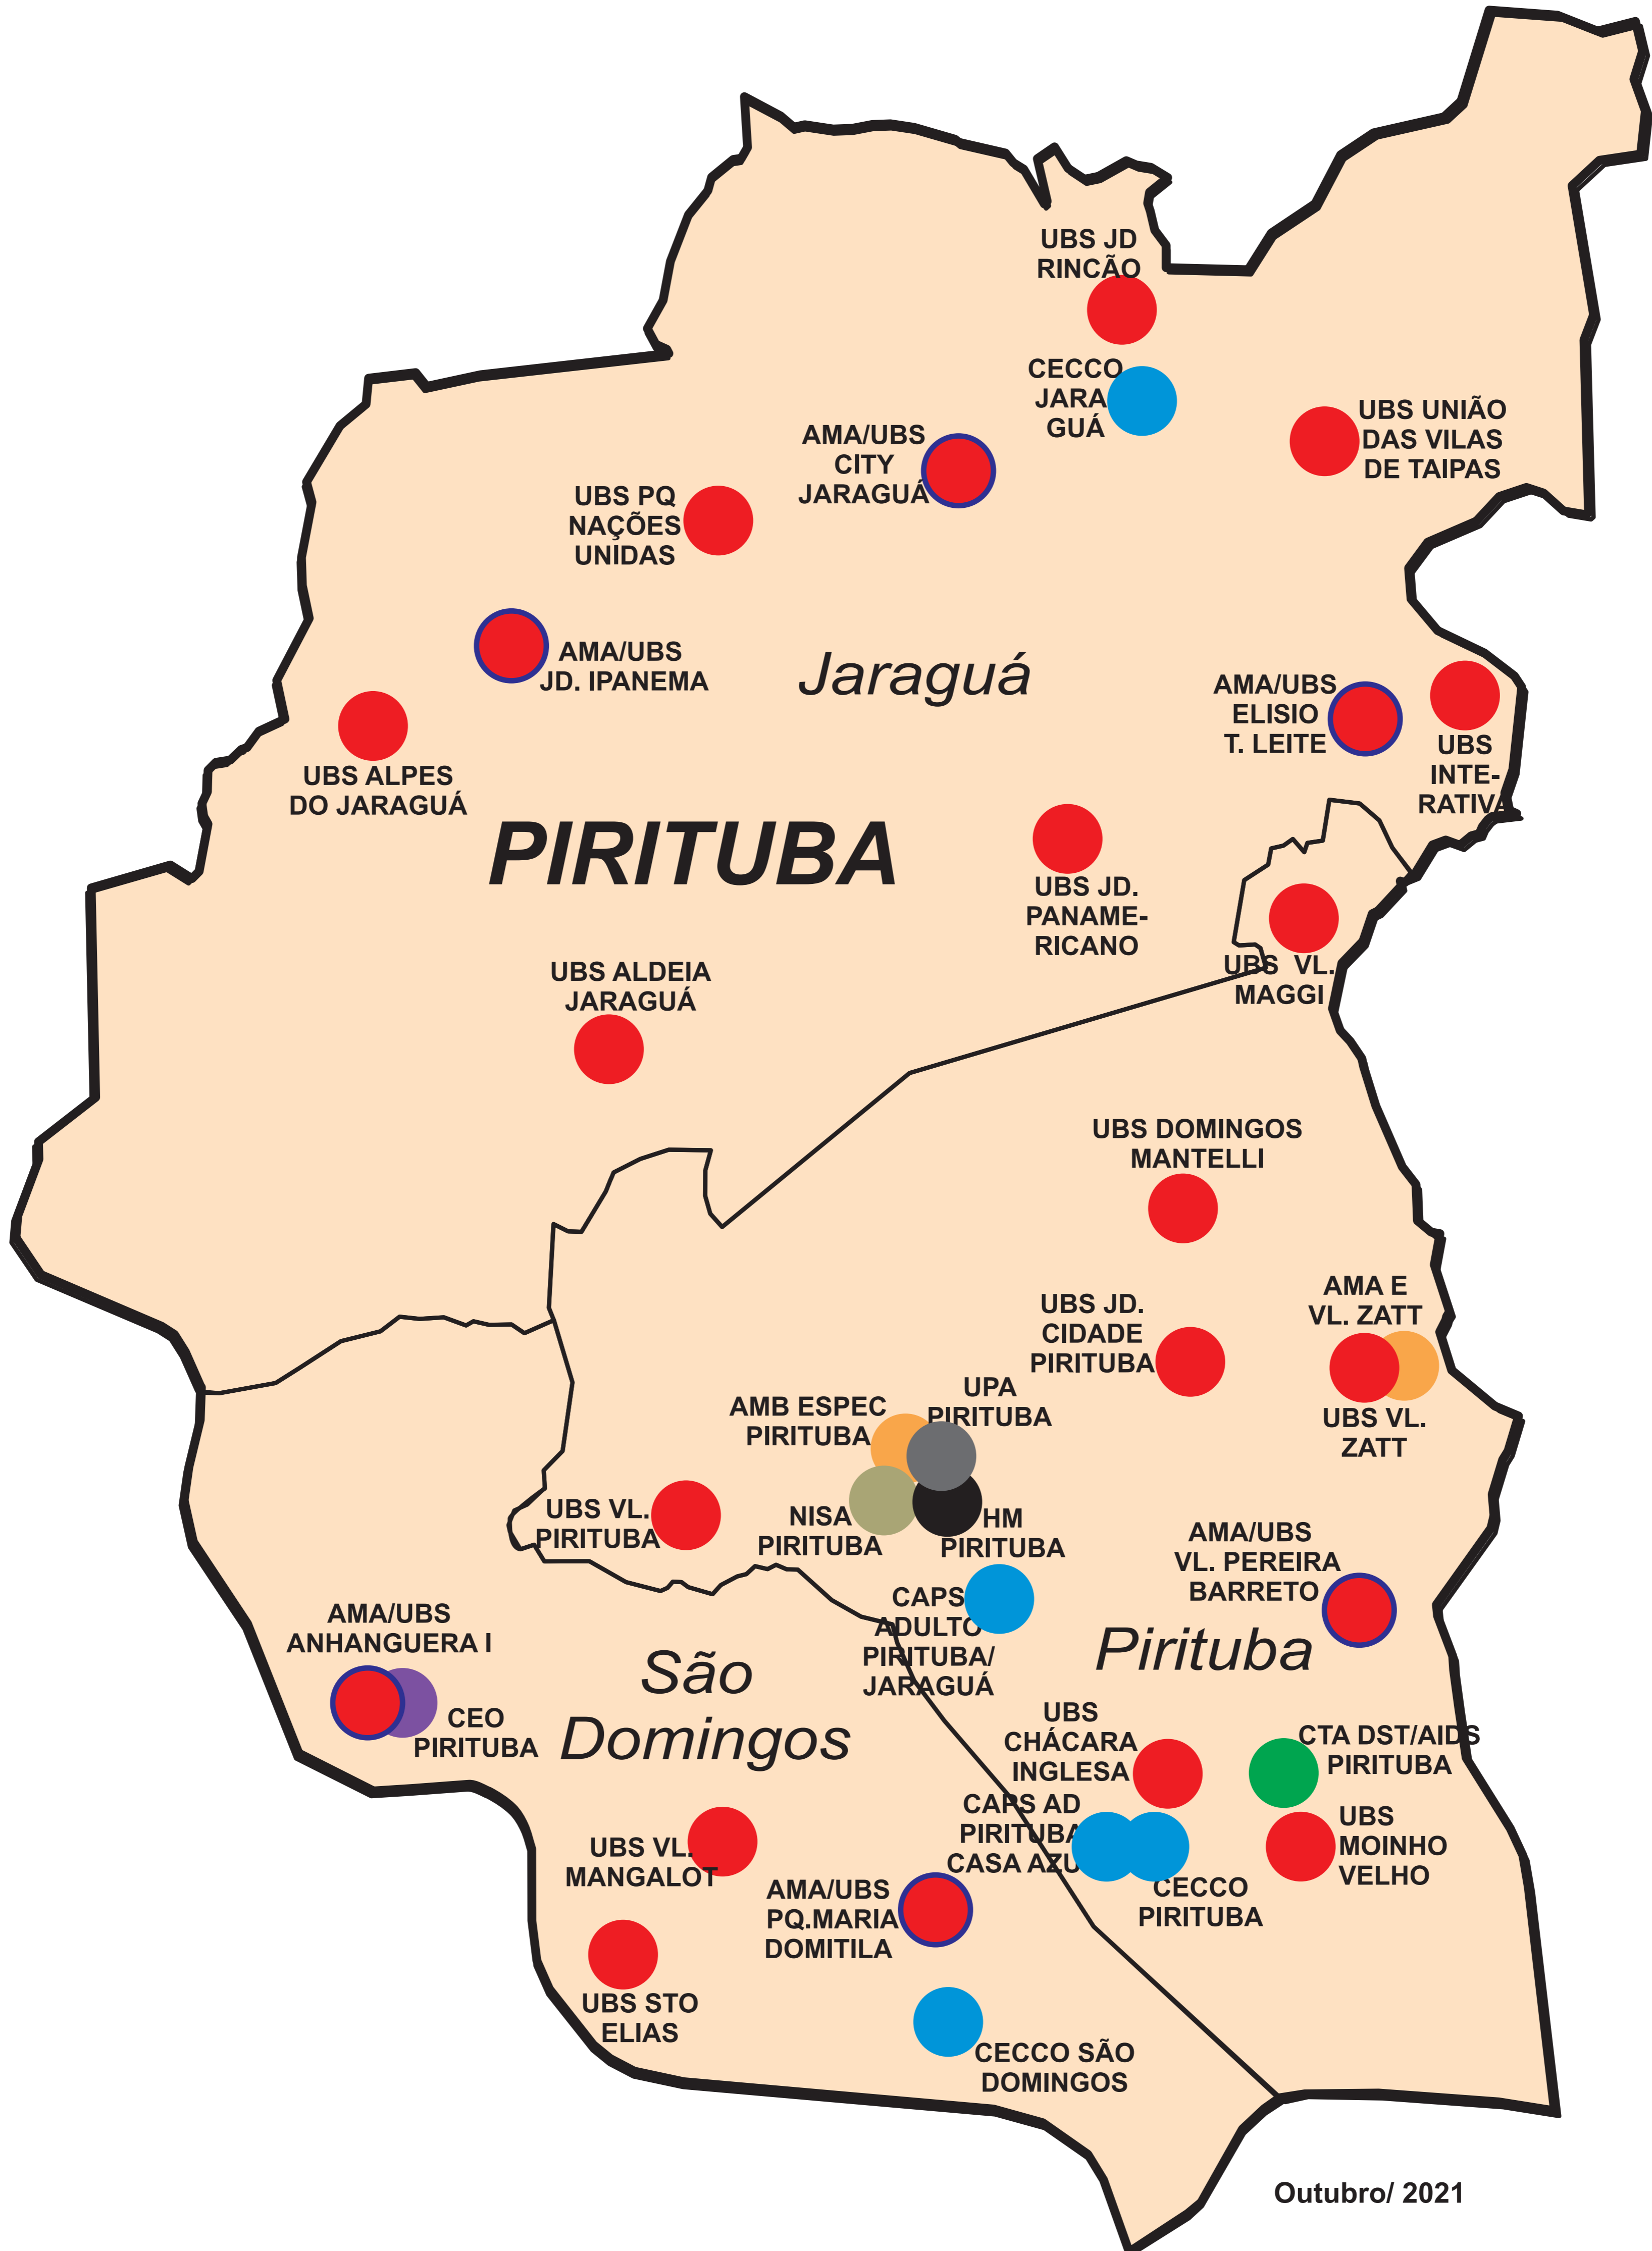 UBS JD
RINCÃO
CECCO
JARA
GUÁ
UBS UNIÃO
DAS VILAS
DE TAIPAS
AMA/UBS
CITY
JARAGUÁ
UBS PQ
NAÇÕES
UNIDAS
AMA/UBS
JD. IPANEMA
Jaraguá
AMA/UBS
ELISIO
T. LEITE
UBS
INTE-
RATIVA
UBS ALPES
DO JARAGUÁ
PIRITUBA
UBS JD.
PANAME-
RICANO
UBS VL.
MAGGI
UBS ALDEIA
JARAGUÁ
UBS DOMINGOS
MANTELLI
AMA E
VL. ZATT
UBS JD.
CIDADE
PIRITUBA
UBS VL.
ZATT
UPA
PIRITUBA
AMB ESPEC
PIRITUBA
UBS VL.
PIRITUBA
NISA
PIRITUBA
HM
PIRITUBA
AMA/UBS
VL. PEREIRA
BARRETO
CAPS
ADULTO
PIRITUBA/
JARAGUÁ
Pirituba
AMA/UBS
ANHANGUERA I
CEO
PIRITUBA
São
Domingos
UBS
CHÁCARA
INGLESA
CTA DST/AIDS
PIRITUBA
CAPS AD
PIRITUBA
CASA AZU
UBS
MOINHO
VELHO
CECCO
PIRITUBA
UBS VL.
MANGALOT
AMA/UBS
PQ.MARIA
DOMITILA
UBS STO
ELIAS
CECCO SÃO
DOMINGOS
Outubro/ 2021